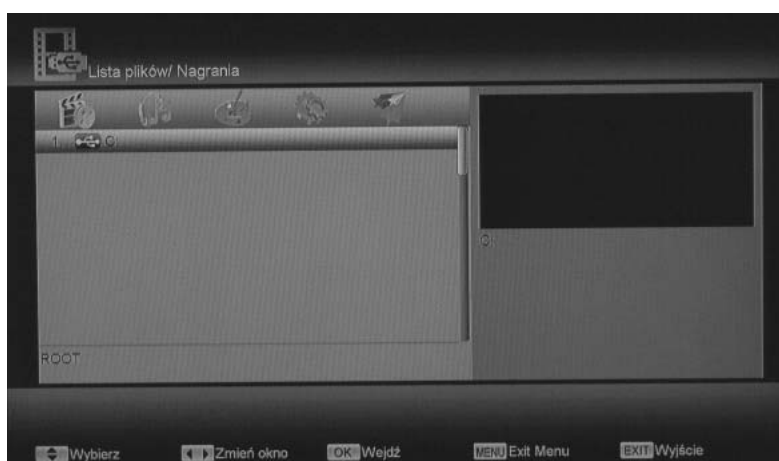 Lista plików/ Nagrania
1. C:
C:
ROOT
Wybierz Zmień okno OK Wejdź MENU Exit Menu EXIT Wyjście